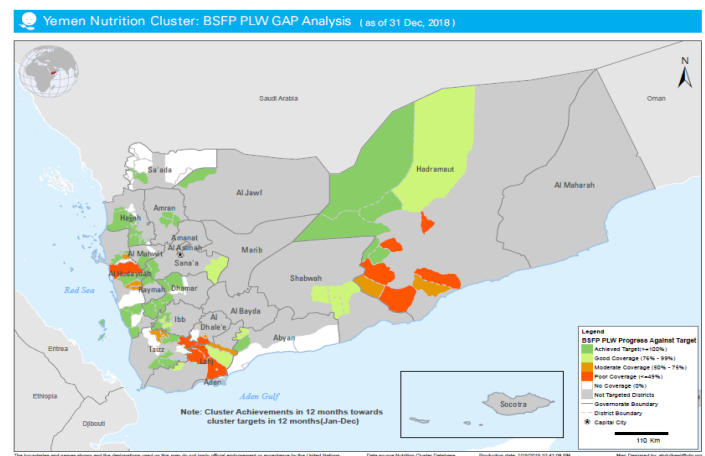 Yemen Nutrition Cluster: BSFP PLW GAP Analysis ( as of 31 Dec, 2018 )
N
Saudi Arabia
Oman
Sa'ada
Hadramaut
Al Jawf
Al Maharah
Amran
Hajjah
Amanat
Al Asimah
Al Mahwit
Sana'a
Marib
Al Hudaydah
Raymah
Dhamar
Shabwah
Red Sea
Ibb
Al
Dhale'e
Al Bayda
Abyan
Taizz
Lahj
Eritrea
Aden
Ethiopia
Aden Gulf
Djibouti
Socotra
Note: Cluster Achievements in 12 months towards
cluster targets in 12 months(Jan-Dec)
Legend
BSFP PLW Progress Against Target
Achieved Target(>=100%)
Good Coverage (76% - 99%)
Moderate Coverage (50% - 75%)
Poor Coverage (<=49%)
No Coverage (0%)
Not Targeted Districts
Governorate Boundary
District Boundary
Capital City
110 Km